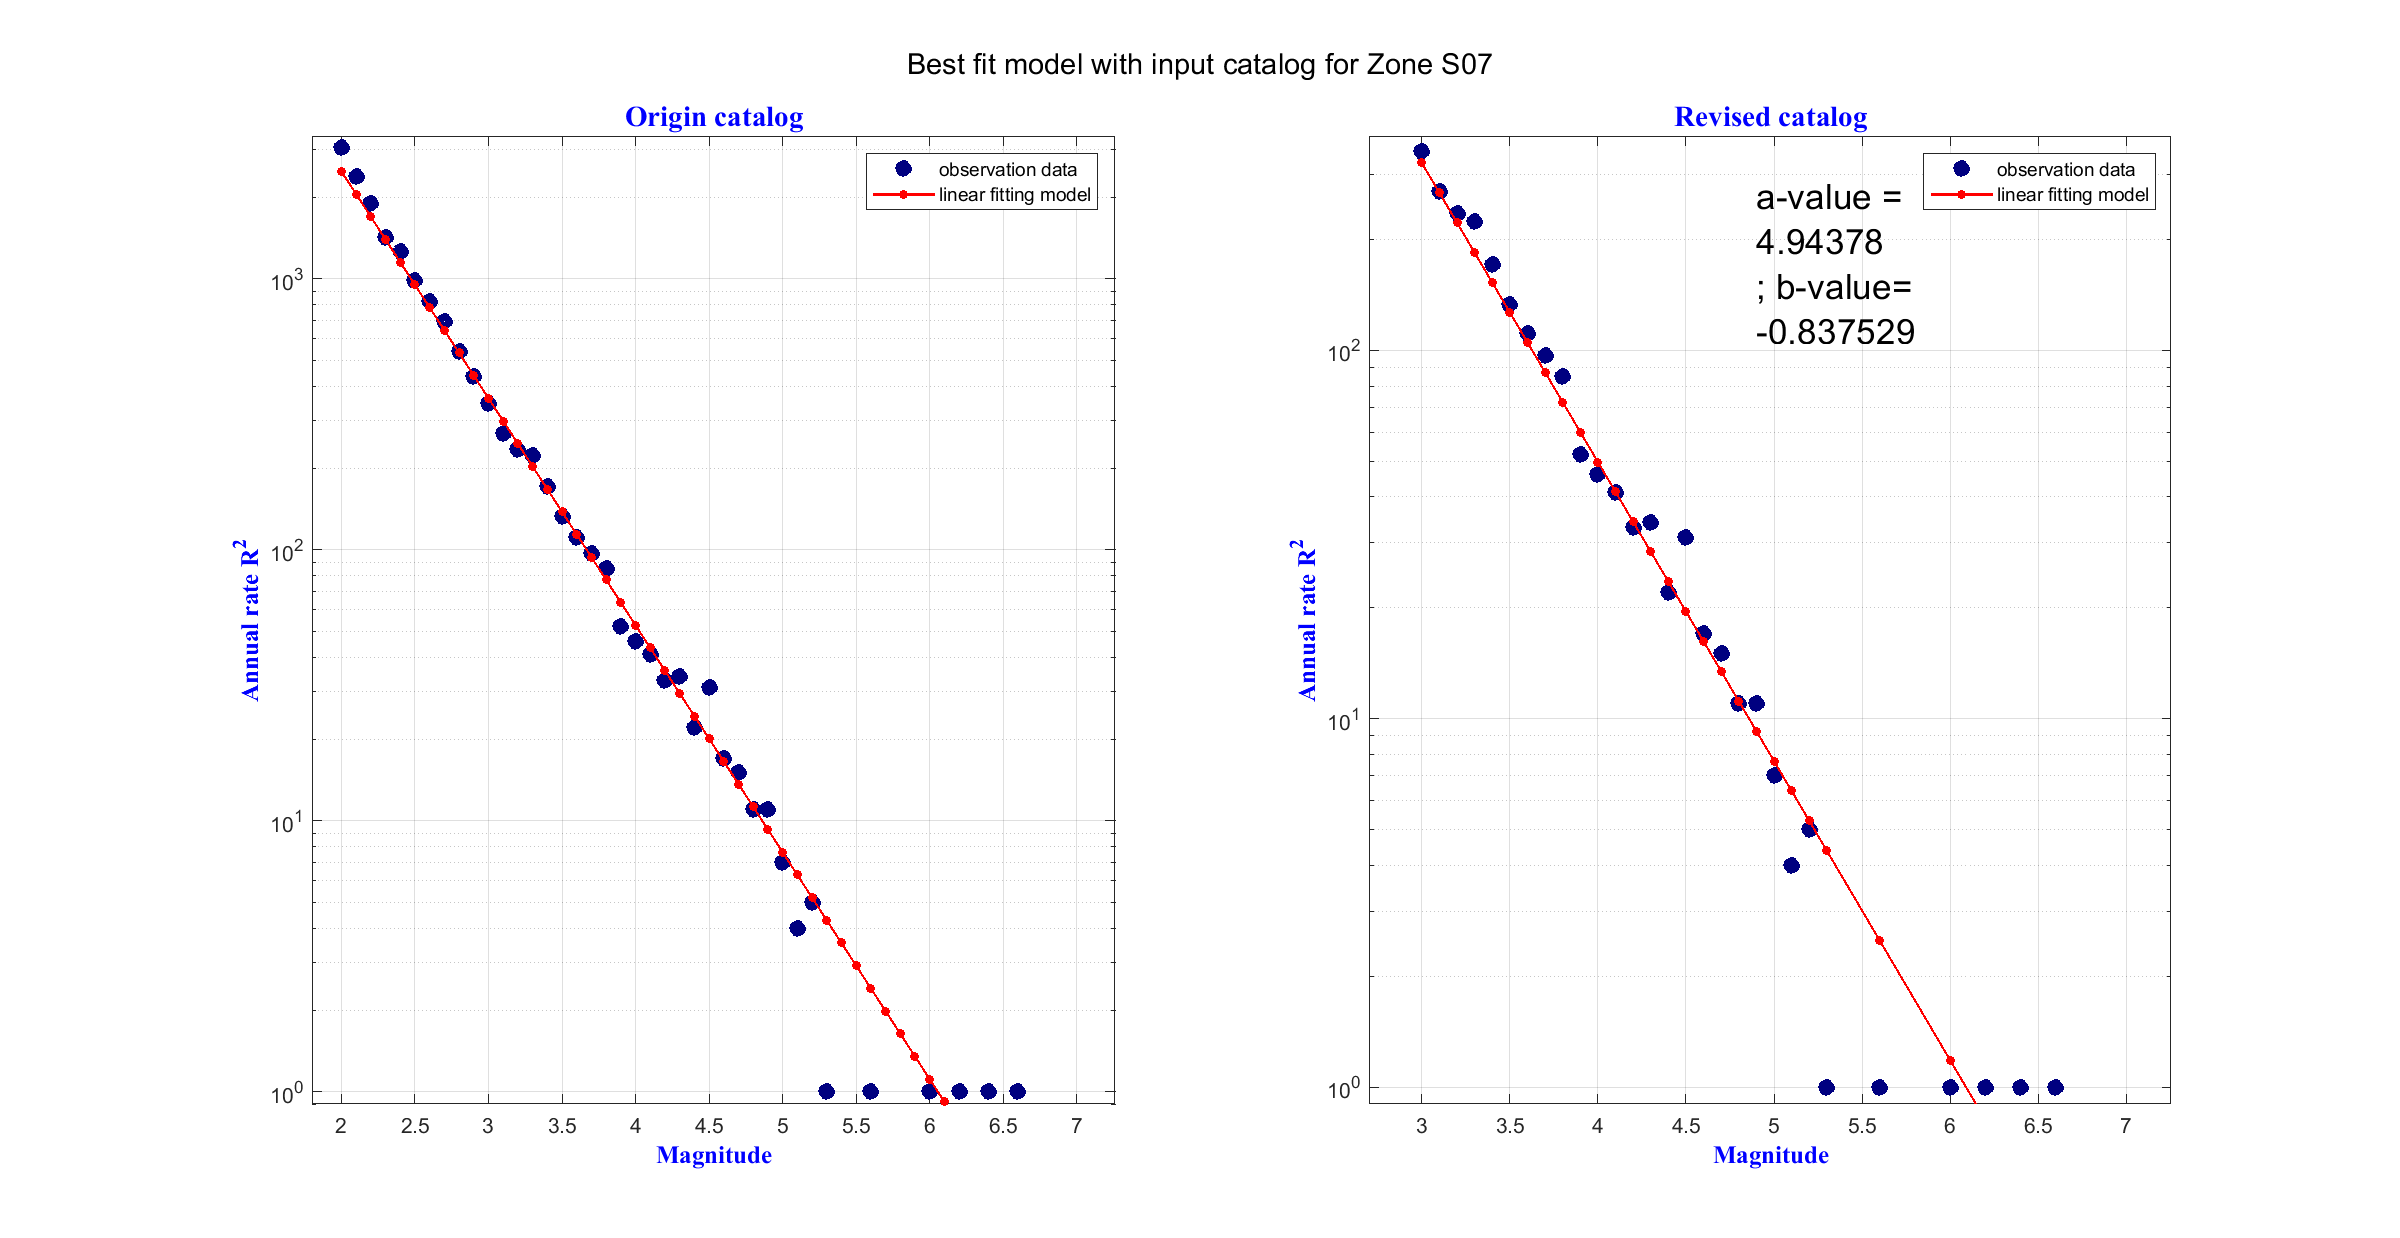 Best fit model with input catalog for Zone S07
Origin catalog
observation data
linear fitting model
Annual rate R^2
10^3
10^2
10^1
10^0
2 2.5 3 3.5 4 4.5 5 5.5 6 6.5 7
Magnitude
Revised catalog
observation data
linear fitting model
a-value =
4.94378
; b-value=
-0.837529
Annual rate R^2
10^2
10^1
10^0
3 3.5 4 4.5 5 5.5 6 6.5 7
Magnitude